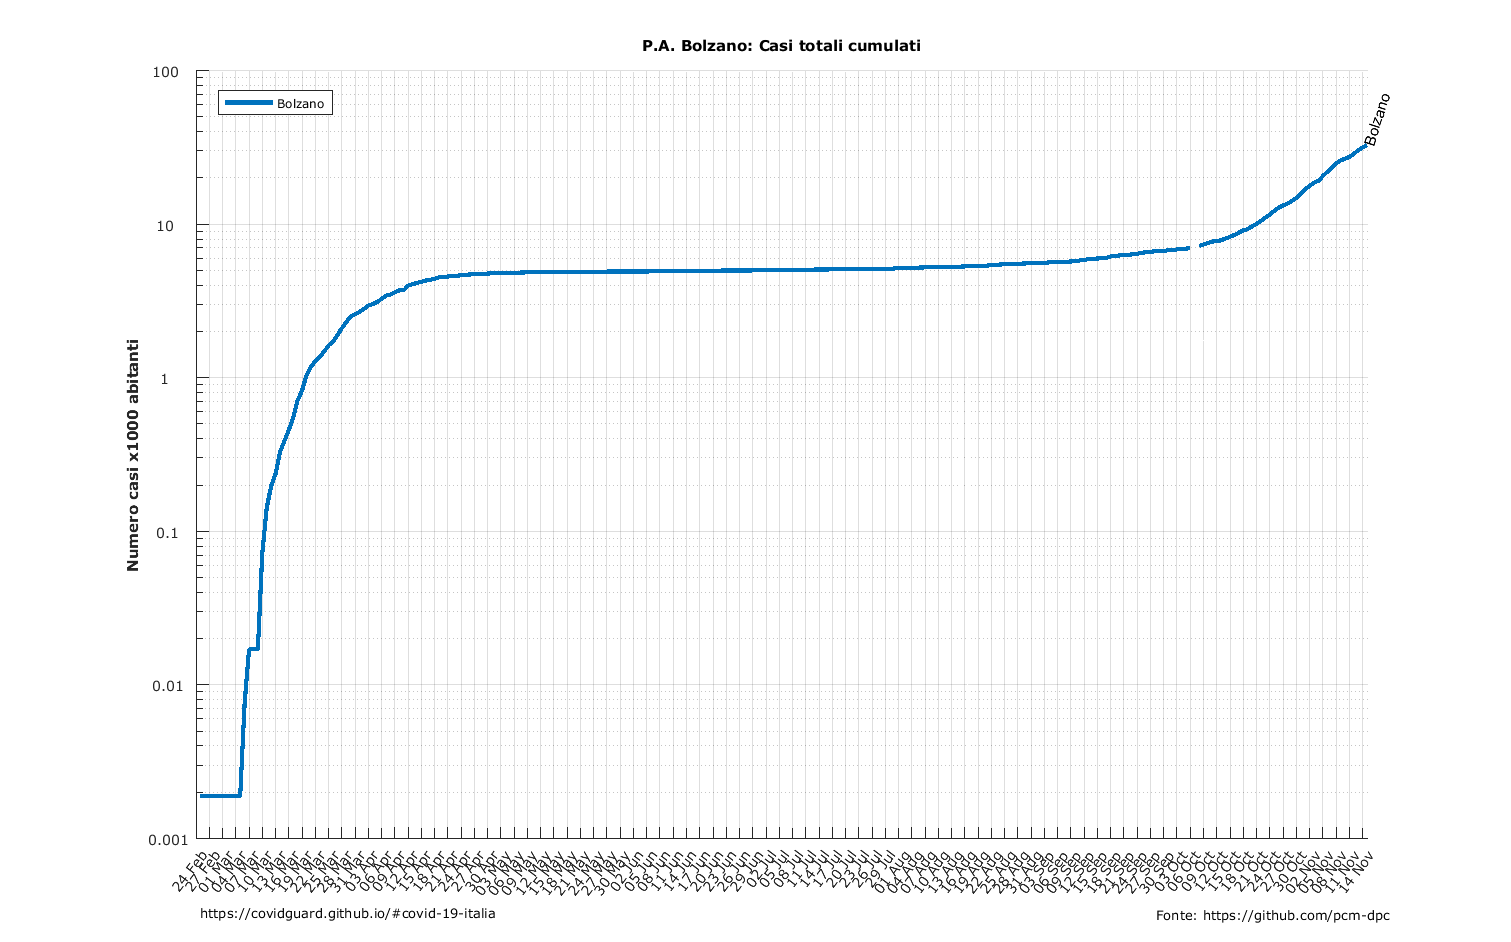 P.A. Bolzano: Casi totali cumulati
Bolzano
Bolzano
Numero casi x1000 abitanti
100
10
1
0.1
0.01
0.001
24 Feb
27 Feb
01 Mar
04 Mar
07 Mar
10 Mar
13 Mar
16 Mar
19 Mar
22 Mar
25 Mar
28 Mar
31 Mar
03 Apr
06 Apr
09 Apr
12 Apr
15 Apr
18 Apr
21 Apr
24 Apr
27 Apr
30 Apr
03 May
06 May
09 May
12 May
15 May
18 May
21 May
24 May
27 May
30 May
02 Jun
05 Jun
08 Jun
11 Jun
14 Jun
17 Jun
20 Jun
23 Jun
26 Jun
29 Jun
02 Jul
05 Jul
08 Jul
11 Jul
14 Jul
17 Jul
20 Jul
23 Jul
26 Jul
29 Jul
01 Aug
04 Aug
07 Aug
10 Aug
13 Aug
16 Aug
19 Aug
22 Aug
25 Aug
28 Aug
31 Aug
03 Sep
06 Sep
09 Sep
12 Sep
15 Sep
18 Sep
21 Sep
24 Sep
27 Sep
30 Sep
03 Oct
06 Oct
09 Oct
12 Oct
15 Oct
18 Oct
21 Oct
24 Oct
27 Oct
30 Oct
02 Nov
05 Nov
08 Nov
11 Nov
14 Nov
https://covidguard.github.io/#covid-19-italia
Fonte: https://github.com/pcm-dpc